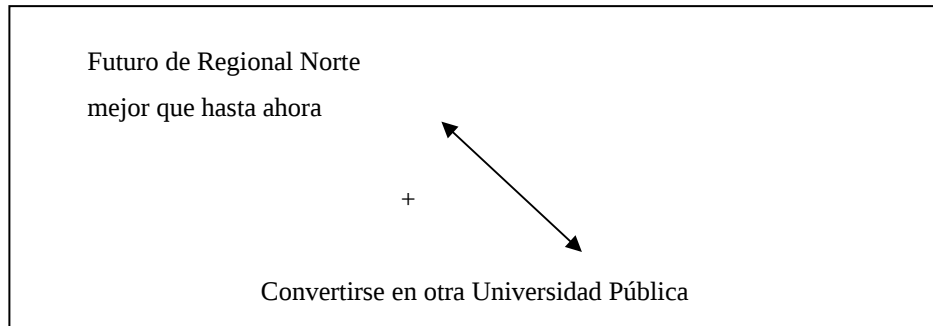 Futuro de Regional Norte
mejor que hasta ahora
+
Convertirse en otra Universidad Pública